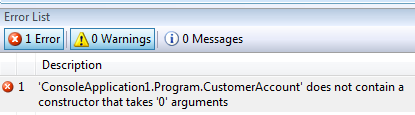 Error List
1 Error
0 Warnings
0 Messages
Description
1 'ConsoleApplication1.Program.CustomerAccount' does not contain a
constructor that takes '0' arguments